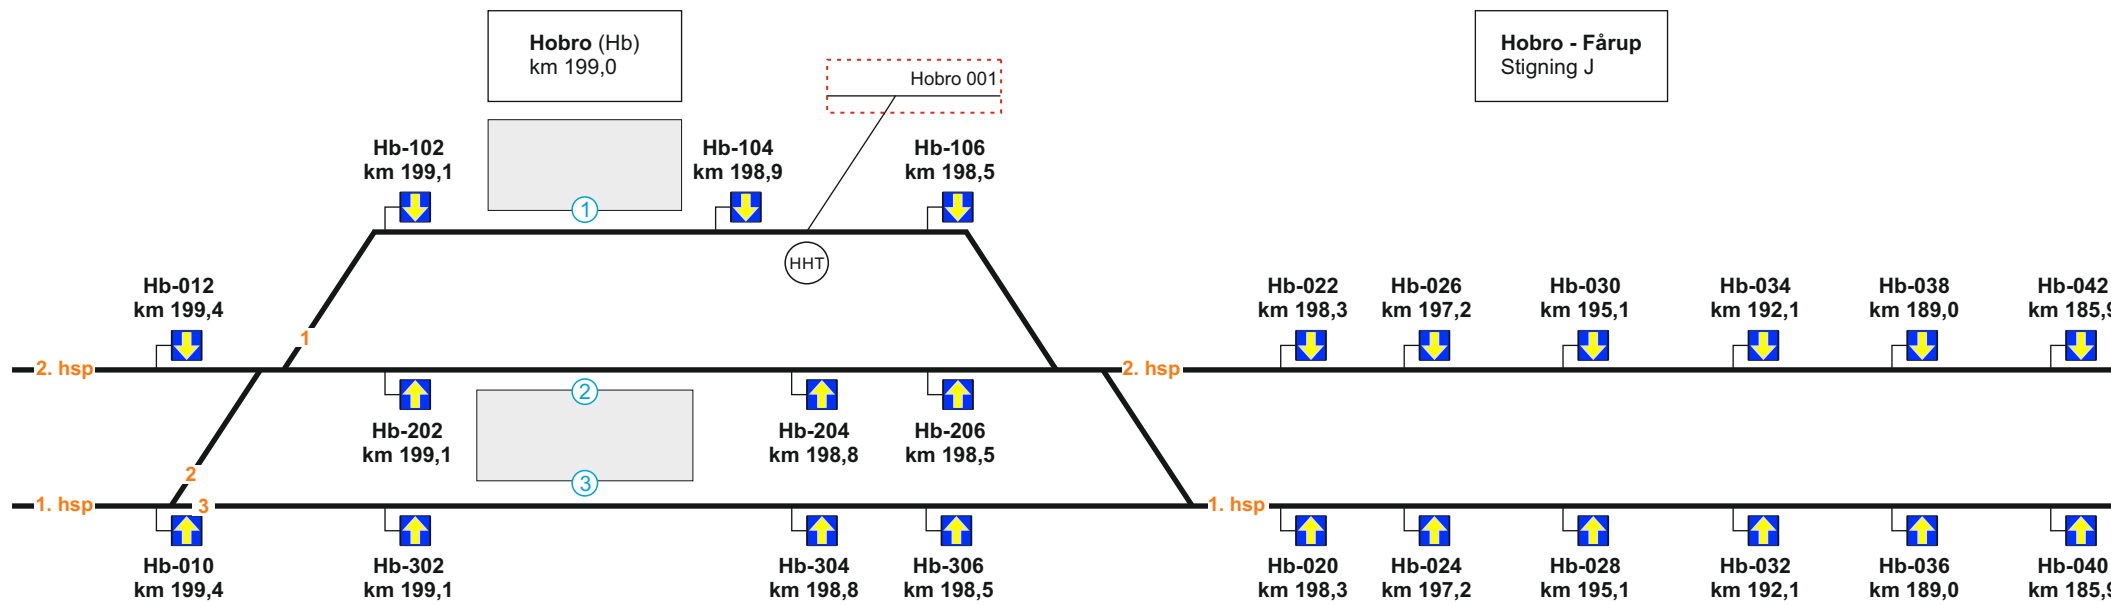 Hobro (Hb)
km 199,0
Hobro - Fårup
Stigning J
Hobro 001
Hb-102
km 199,1
Hb-104
km 198,9
Hb-106
km 198,5
1
HHT
Hb-012
km 199,4
Hb-022
km 198,3
Hb-026
km 197,2
Hb-030
km 195,1
Hb-034
km 192,1
Hb-038
km 189,0
Hb-042
km 185,9
1
2. hsp
2. hsp
2
Hb-202
km 199,1
Hb-204
km 198,8
Hb-206
km 198,5
2
3
1. hsp
3
1. hsp
Hb-010
km 199,4
Hb-302
km 199,1
Hb-304
km 198,8
Hb-306
km 198,5
Hb-020
km 198,3
Hb-024
km 197,2
Hb-028
km 195,1
Hb-032
km 192,1
Hb-036
km 189,0
Hb-040
km 185,9